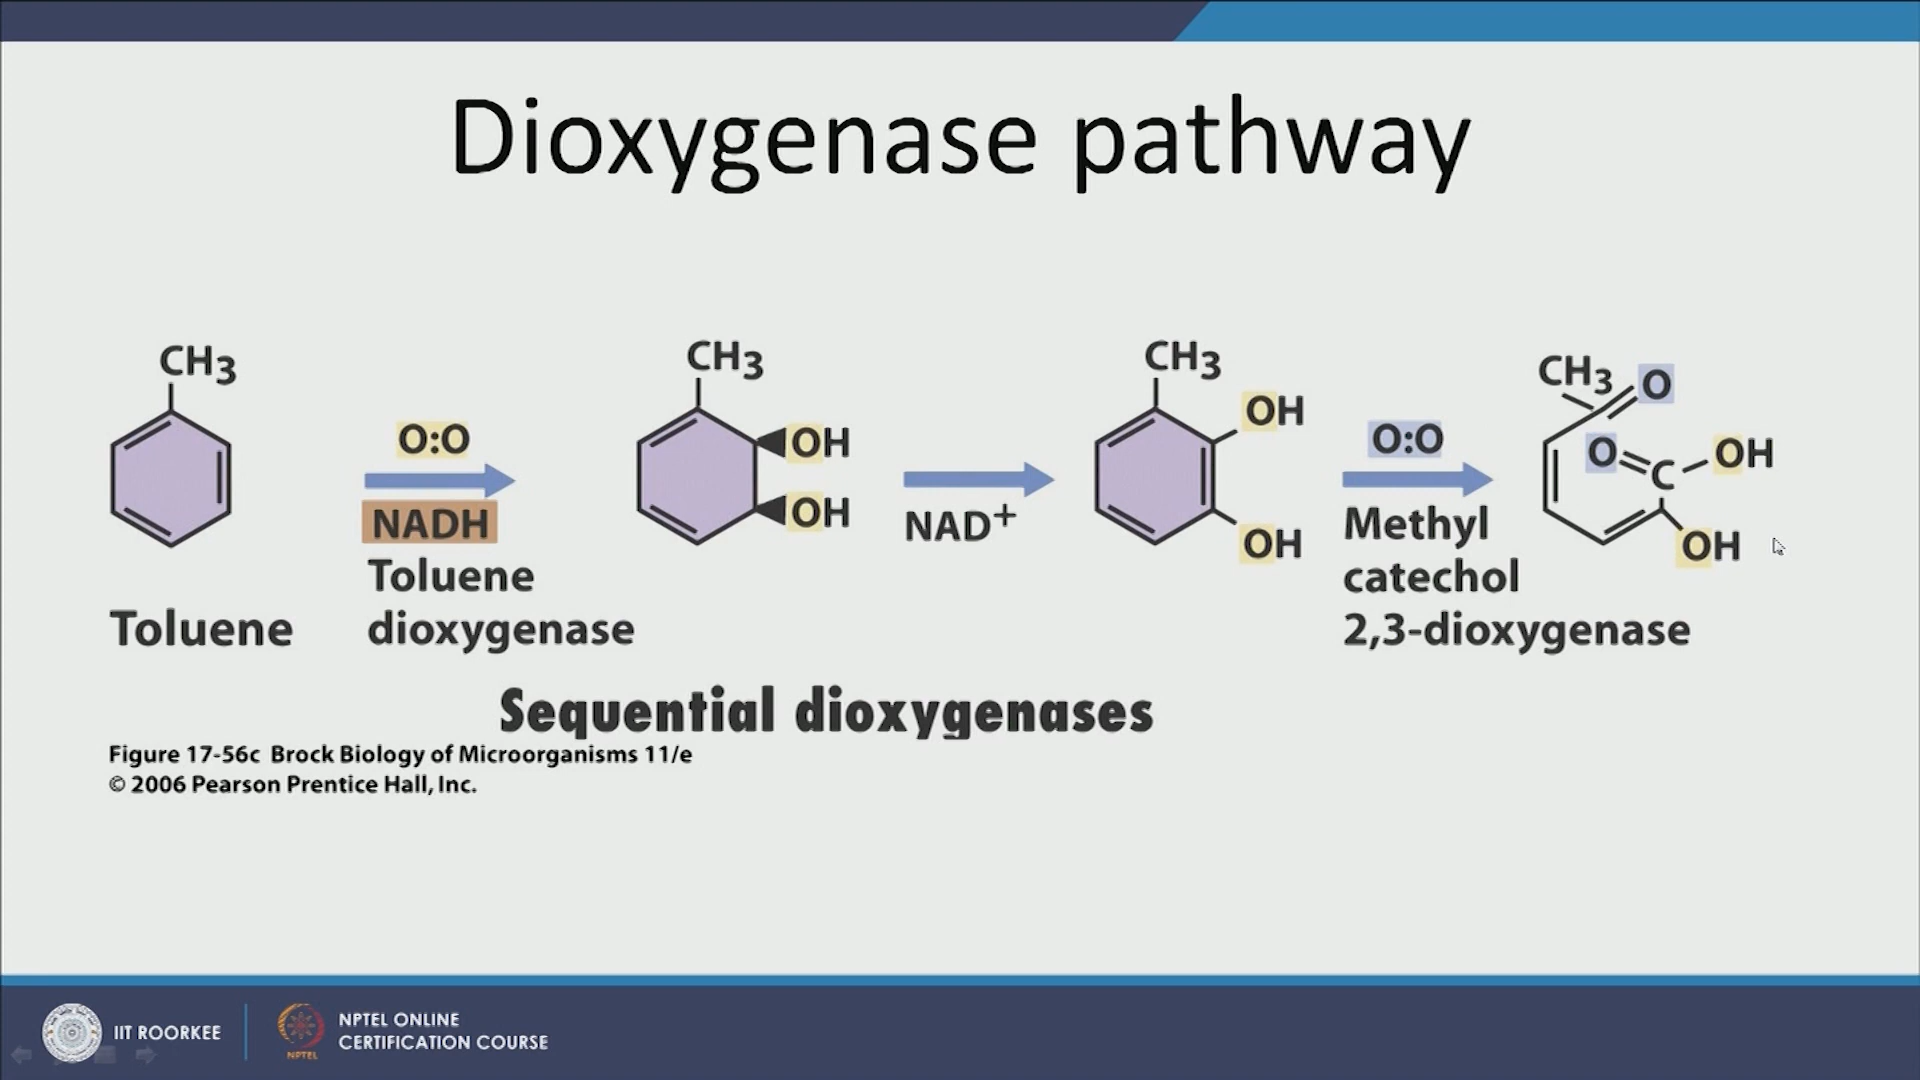 Dioxygenase pathway
CH3
CH3
CH3
CH3 O
O:O
OH
OH
O:O
O C OH
NADH
OH
NAD+
OH
Methyl
OH
Toluene
catechol
Toluene
dioxygenase
2,3-dioxygenase
Sequential dioxygenases
Figure 17-56c Brock Biology of Microorganisms 11/e
© 2006 Pearson Prentice Hall, Inc.
IIT ROORKEE
NPTEL
NPTEL ONLINE
CERTIFICATION COURSE